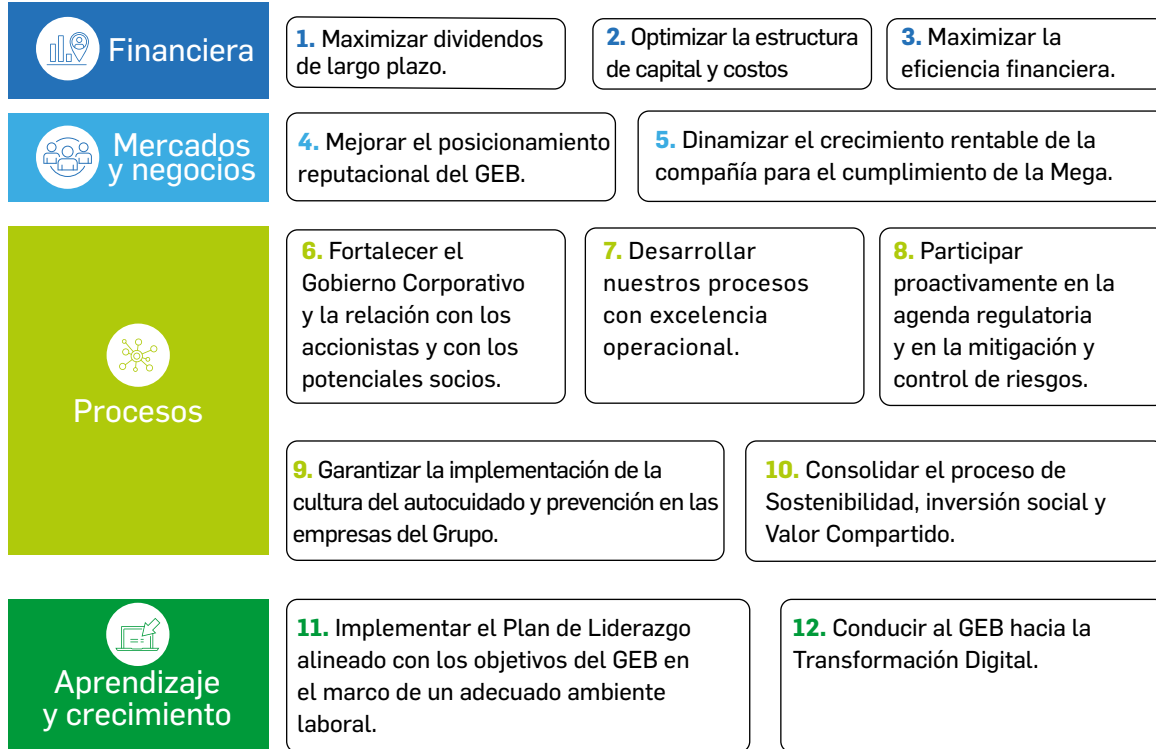 Financiera
1. Maximizar dividendos
de largo plazo.
2. Optimizar la estructura
de capital y costos
3. Maximizar la
eficiencia financiera.
Mercados
y negocios
4. Mejorar el posicionamiento
reputacional del GEB.
5. Dinamizar el crecimiento rentable de la
compañía para el cumplimiento de la Mega.
Procesos
6. Fortalecer el
Gobierno Corporativo
y la relación con los
accionistas y con los
potenciales socios.
7. Desarrollar
nuestros procesos
con excelencia
operacional.
8. Participar
proactivamente en la
agenda regulatoria
y en la mitigación y
control de riesgos.
9. Garantizar la implementación de la
cultura del autocuidado y prevención en las
empresas del Grupo.
10. Consolidar el proceso de
Sostenibilidad, inversión social y
Valor Compartido.
Aprendizaje
y crecimiento
11. Implementar el Plan de Liderazgo
alineado con los objetivos del GEB en
el marco de un adecuado ambiente
laboral.
12. Conducir al GEB hacia la
Transformación Digital.